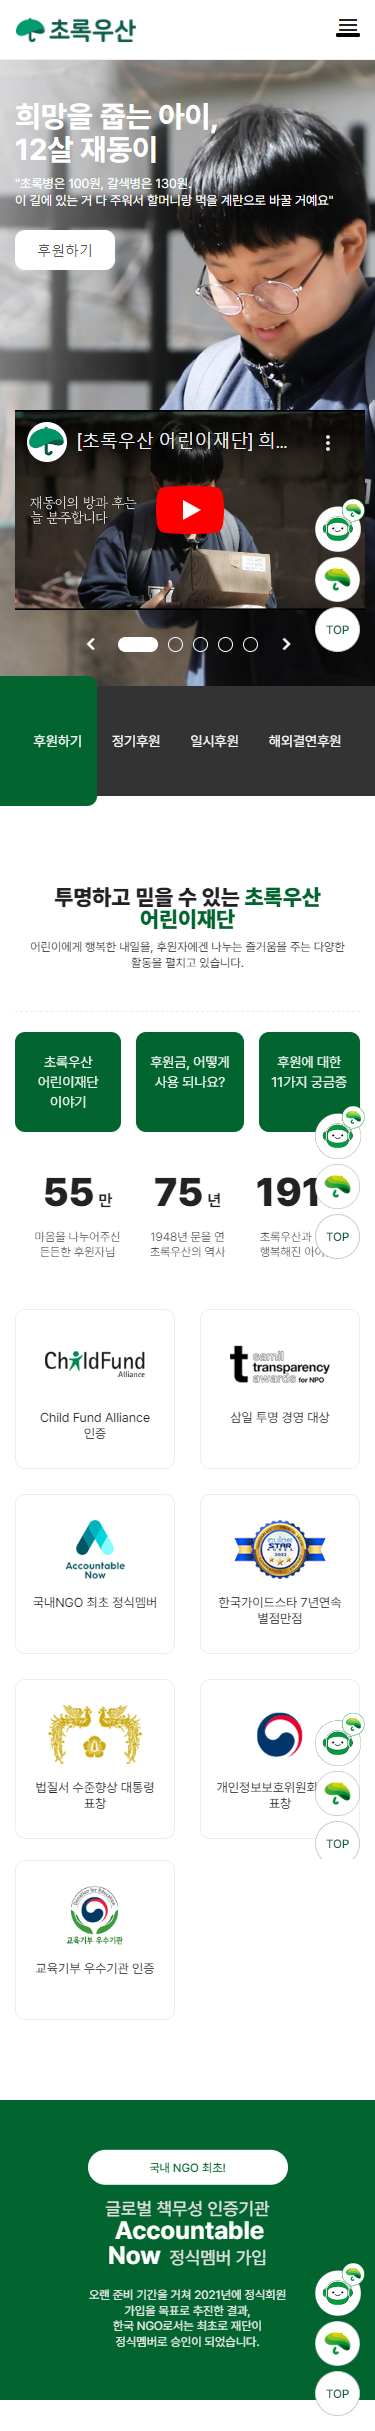 초록우산
희망을 줍는 아이,
12살 재동이
"초록병은 100원, 갈색병은 130원.
이 길에 있는 거 다 주워서 할머니랑 먹을 계란으로 바꿀 거예요"
후원하기
[초록우산 어린이재단] 희...
재동이의 방과 후는
늘 분주합니다
TOP
후원하기
정기후원
일시후원
해외결연후원
투명하고 믿을 수 있는 초록우산
어린이재단
어린이에게 행복한 내일을, 후원자에겐 나누는 즐거움을 주는 다양한
활동을 펼치고 있습니다.
초록우산
어린이재단
이야기
후원금, 어떻게
사용 되나요?
후원에 대한
11가지 궁금증
55 만
마음을 나누어주신
든든한 후원자님
75 년
1948년 문을 연
초록우산의 역사
191
초록우산과
행복해진
TOP
ChildFund
Alliance
Child Fund Alliance
인증
samil
transparency
awards for NPO
삼일 투명 경영 대상
Accountable
Now
국내NGO 최초 정식멤버
GUIDE
STAR
2023
한국가이드스타 7년연속
별점만점
법질서 수준향상 대통령
표창
개인정보보호위원회
표창
TOP
Donation for Education
교육기부 우수기관
교육기부 우수기관 인증
국내 NGO 최초!
글로벌 책무성 인증기관
Accountable
Now 정식멤버 가입
오랜 준비 기간을 거쳐 2021년에 정식회원
가입을 목표로 추진한 결과,
한국 NGO로서는 최초로 재단이
정식멤버로 승인이 되었습니다.
TOP